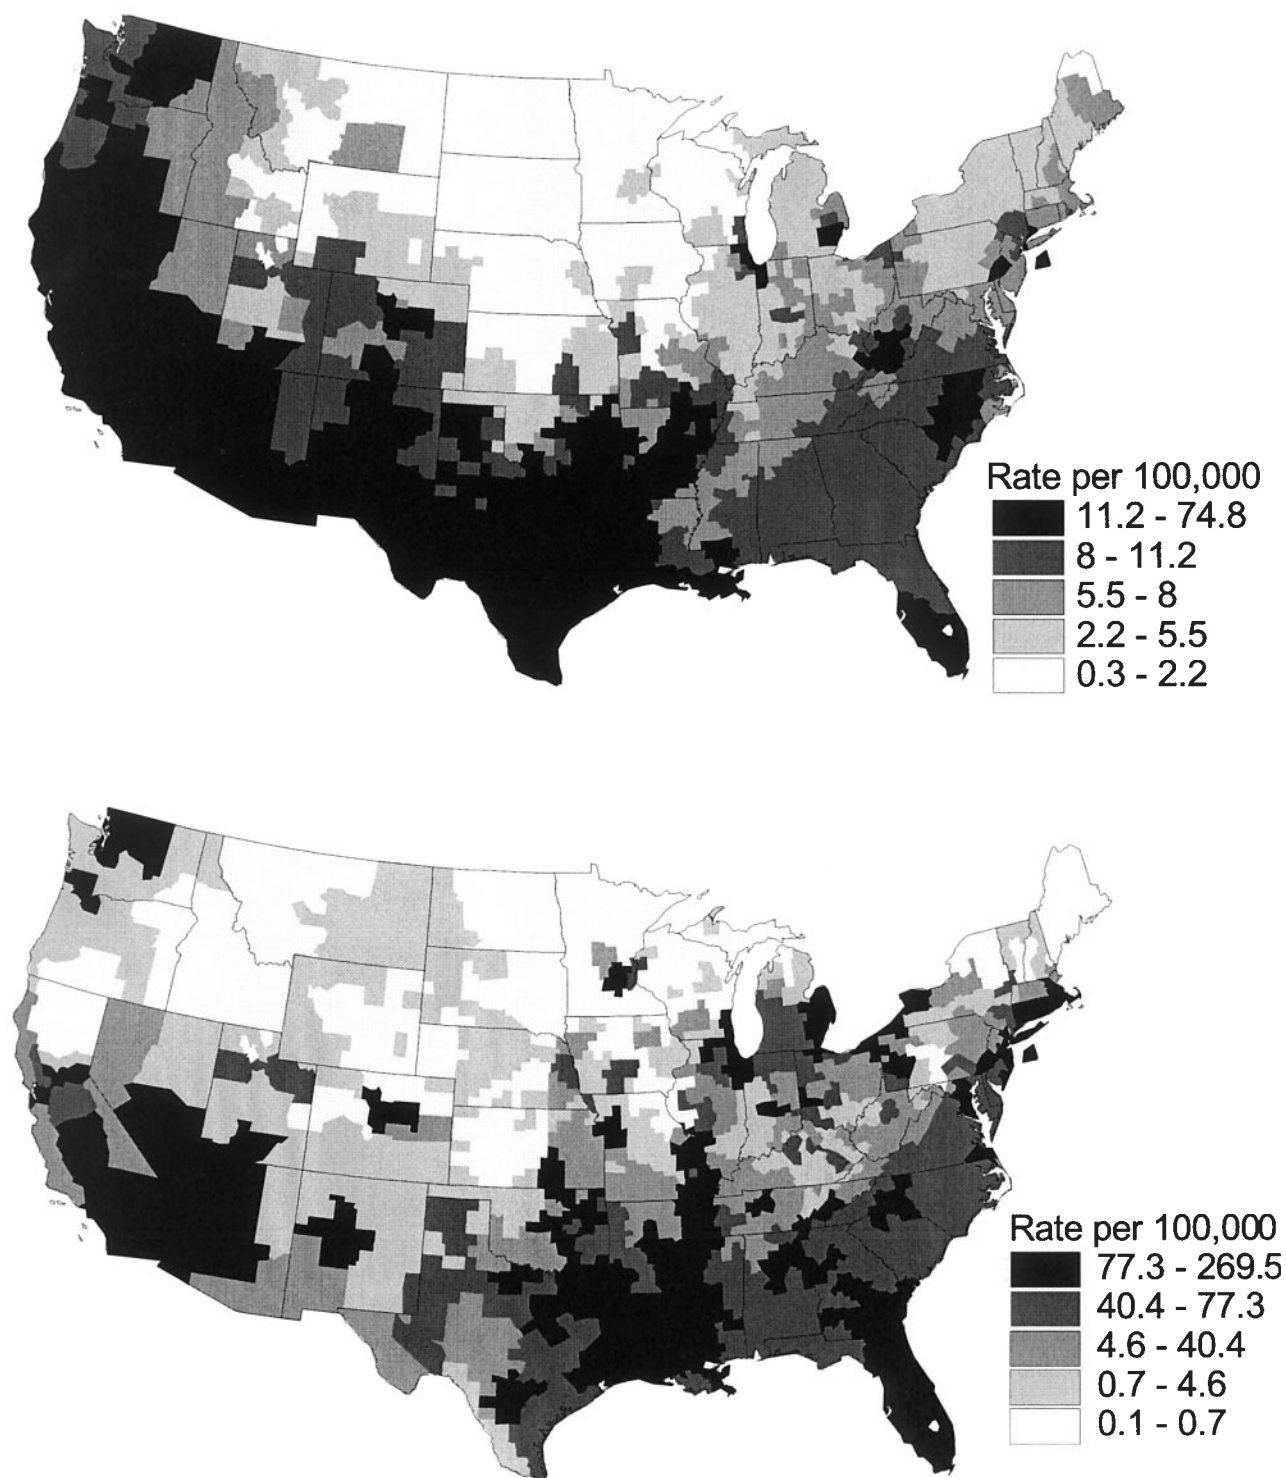 Rate per 100,000
11.2 - 74.8
8 - 11.2
5.5 - 8
2.2 - 5.5
0.3 - 2.2
Rate per 100,000
77.3 - 269.5
40.4 - 77.3
4.6 - 40.4
0.7 - 4.6
0.1 - 0.7